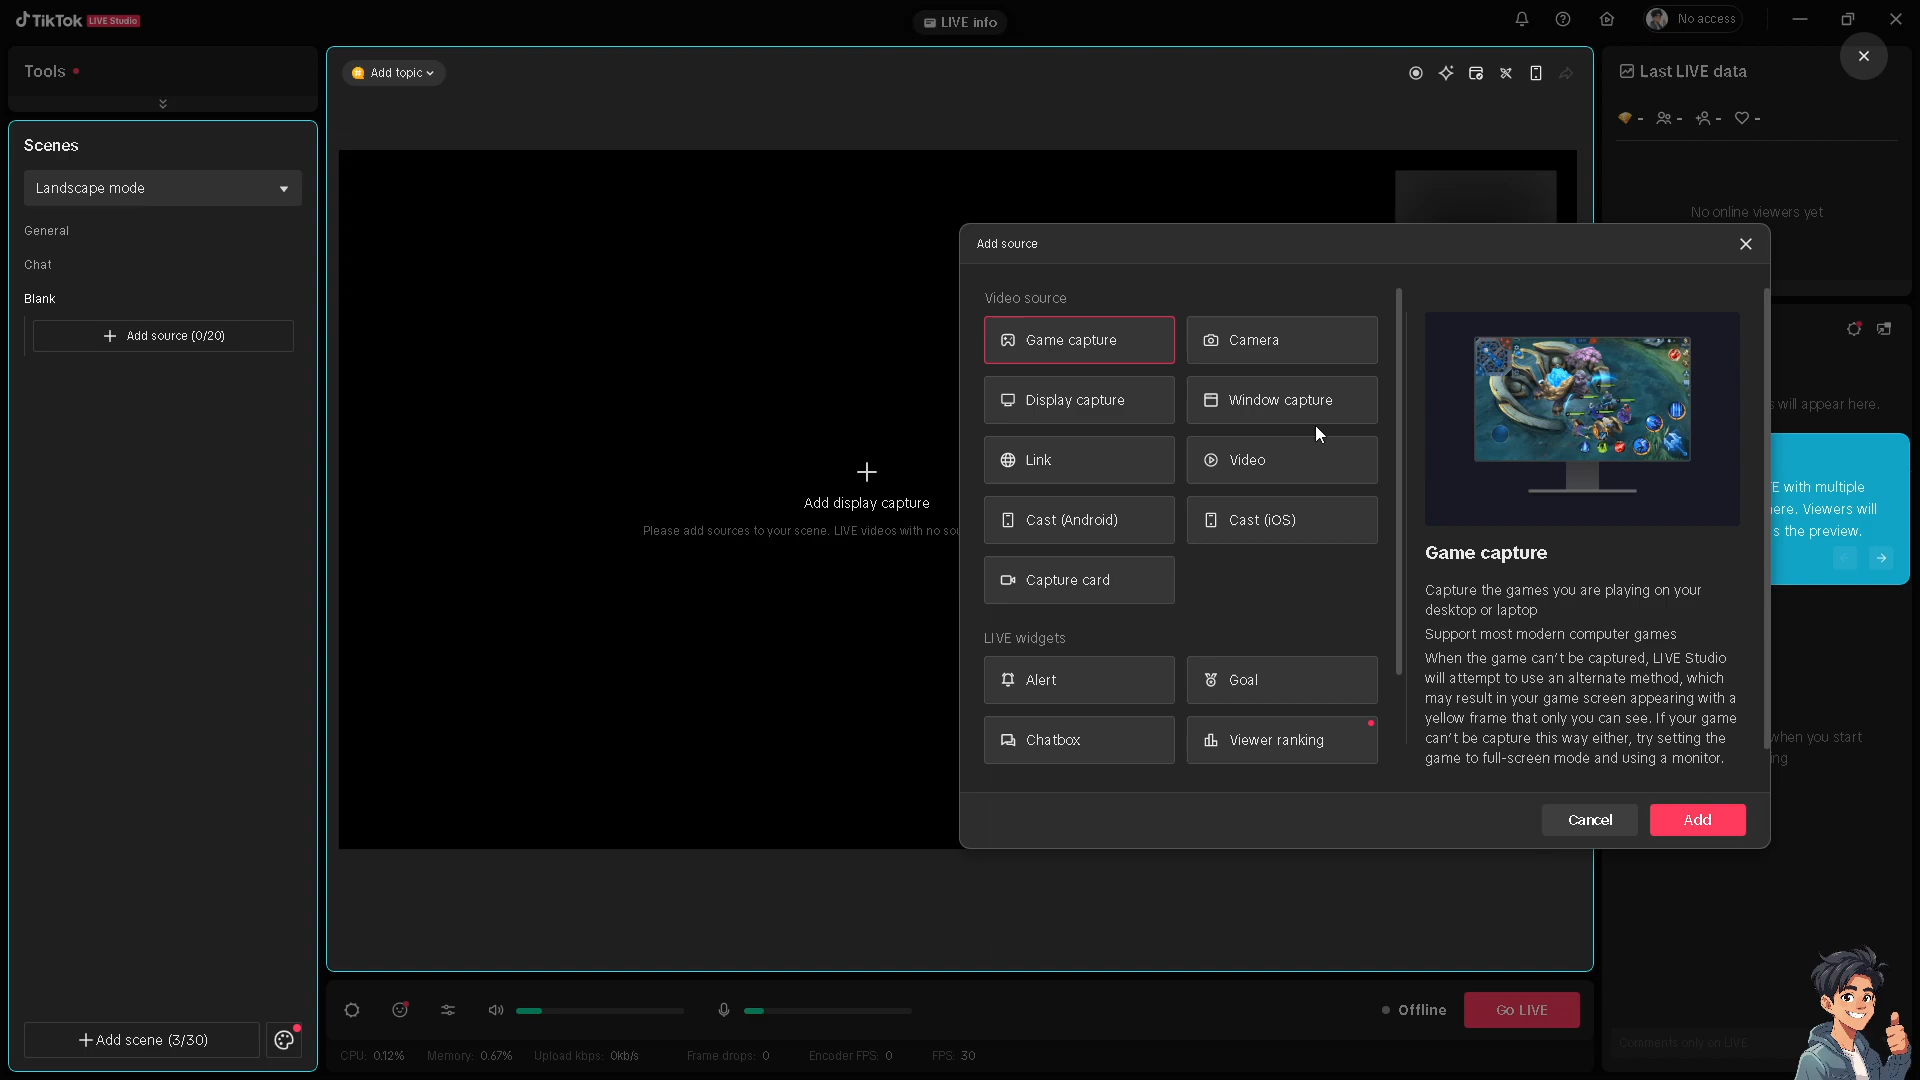 TikTok LIVE Studio
LIVE info
No access
Tools
Add topic
Last LIVE data
- - - -
Scenes
Landscape mode
General
Chat
Blank
Add source (0/20)
No online viewers yet
Add display capture
Please add sources to your scene. LIVE videos with no sou
Add source
Video source
Game capture
Camera
Display capture
Window capture
Link
Video
Cast (Android)
Cast (iOS)
Capture card
LIVE widgets
Alert
Goal
Chatbox
Viewer ranking
Game capture
Capture the games you are playing on your
desktop or laptop
Support most modern computer games
When the game can't be captured, LIVE Studio
will attempt to use an alternate method, which
may result in your game screen appearing with a
yellow frame that only you can see. If your game
can't be capture this way either, try setting the
game to full-screen mode and using a monitor.
Cancel
Add
s will appear here.
E with multiple
ere. Viewers will
s the preview.
when you start
ng
Add scene (3/30)
Offline
Go LIVE
CPU: 0.12%
Memory: 0.67%
Upload kbps: 0kb/s
Frame drops: 0
Encoder FPS: 0
FPS: 30
Comments only on LIVE